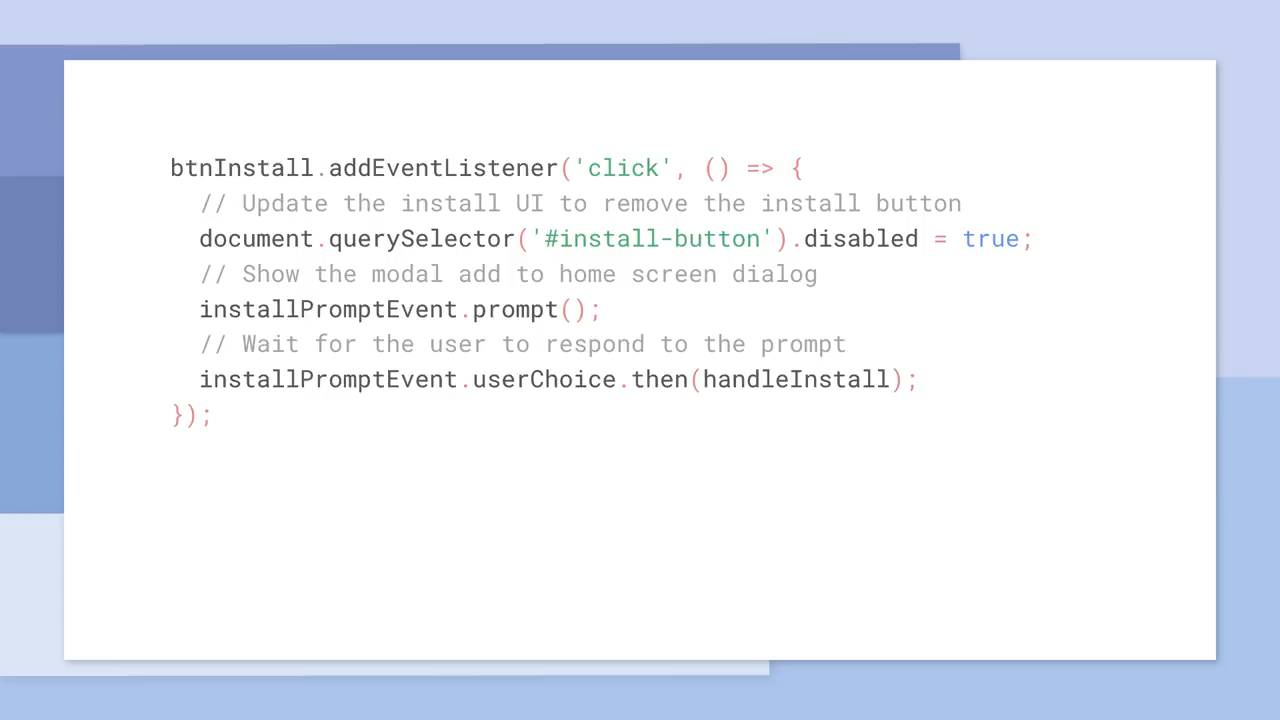 btnInstall.addEventListener('click', () => {
  // Update the install UI to remove the install button
  document.querySelector('#install-button').disabled = true;
  // Show the modal add to home screen dialog
  installPromptEvent.prompt();
  // Wait for the user to respond to the prompt
  installPromptEvent.userChoice.then(handleInstall);
});